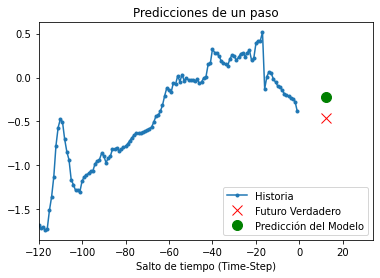 Predicciones de un paso
0.5
0.0
−0.5
−1.0
−1.5
−120 −100 −80 −60 −40 −20 0 20
Salto de tiempo (Time-Step)
Historia
Futuro Verdadero
Predicción del Modelo